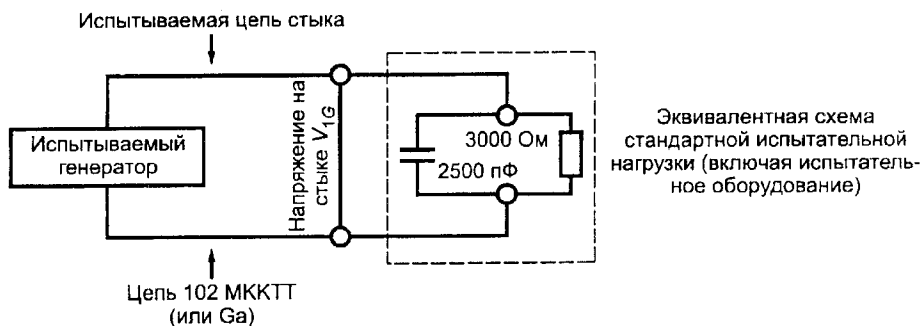 Испытываемая цепь стыка
Испытываемый
генератор
Напряжение на
стыке V1G
3000 Ом
2500 пФ
Эквивалентная схема
стандартной испытательной
нагрузки (включая испытатель-
ное оборудование)
Цепь 102 МККТТ
(или Ga)